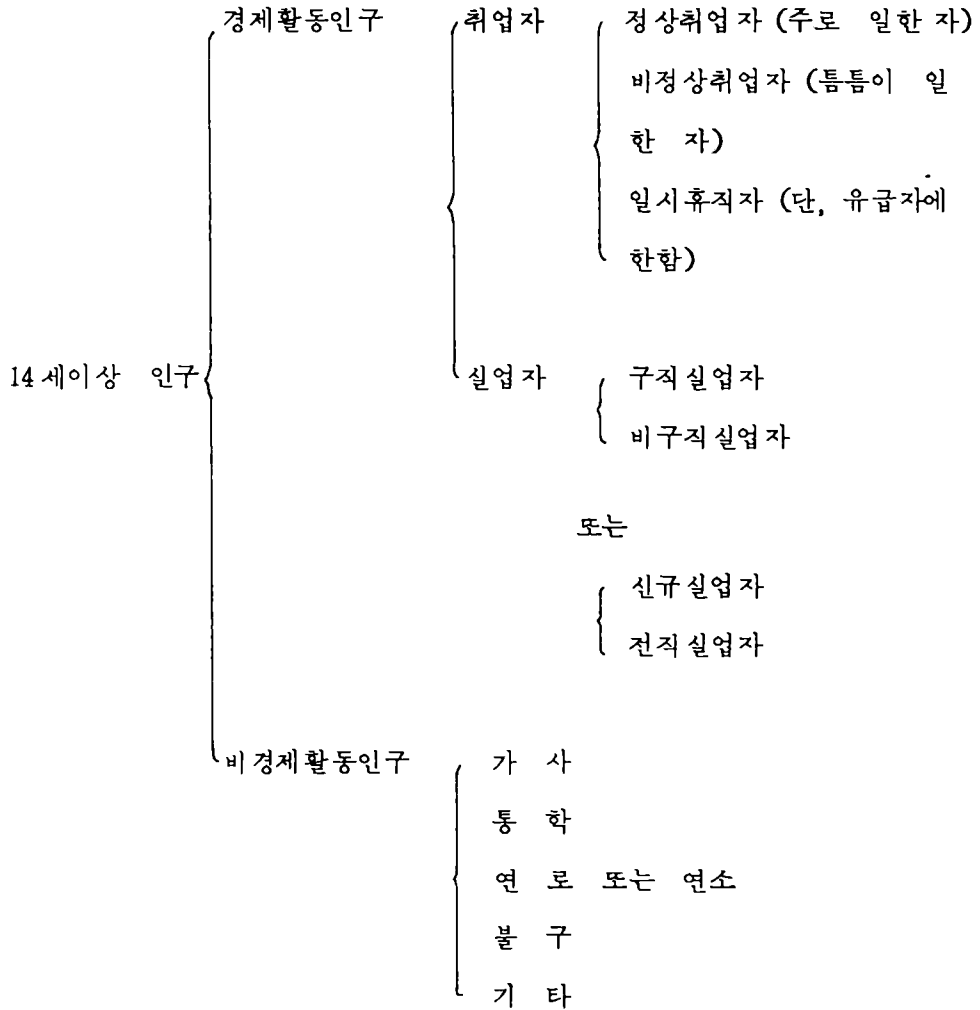 경제활동인구 취업자 정상취업자 (주로 일한 자)
비정상취업자 (틈틈이 일
한 자)
일시휴직자 (단, 유급자에
한함)
14세이상 인구 실업자 구직실업자
비구직실업자
또는
신규실업자
전직실업자
비경제활동인구 가 사
통 학
연 로 또는 연소
불 구
기 타